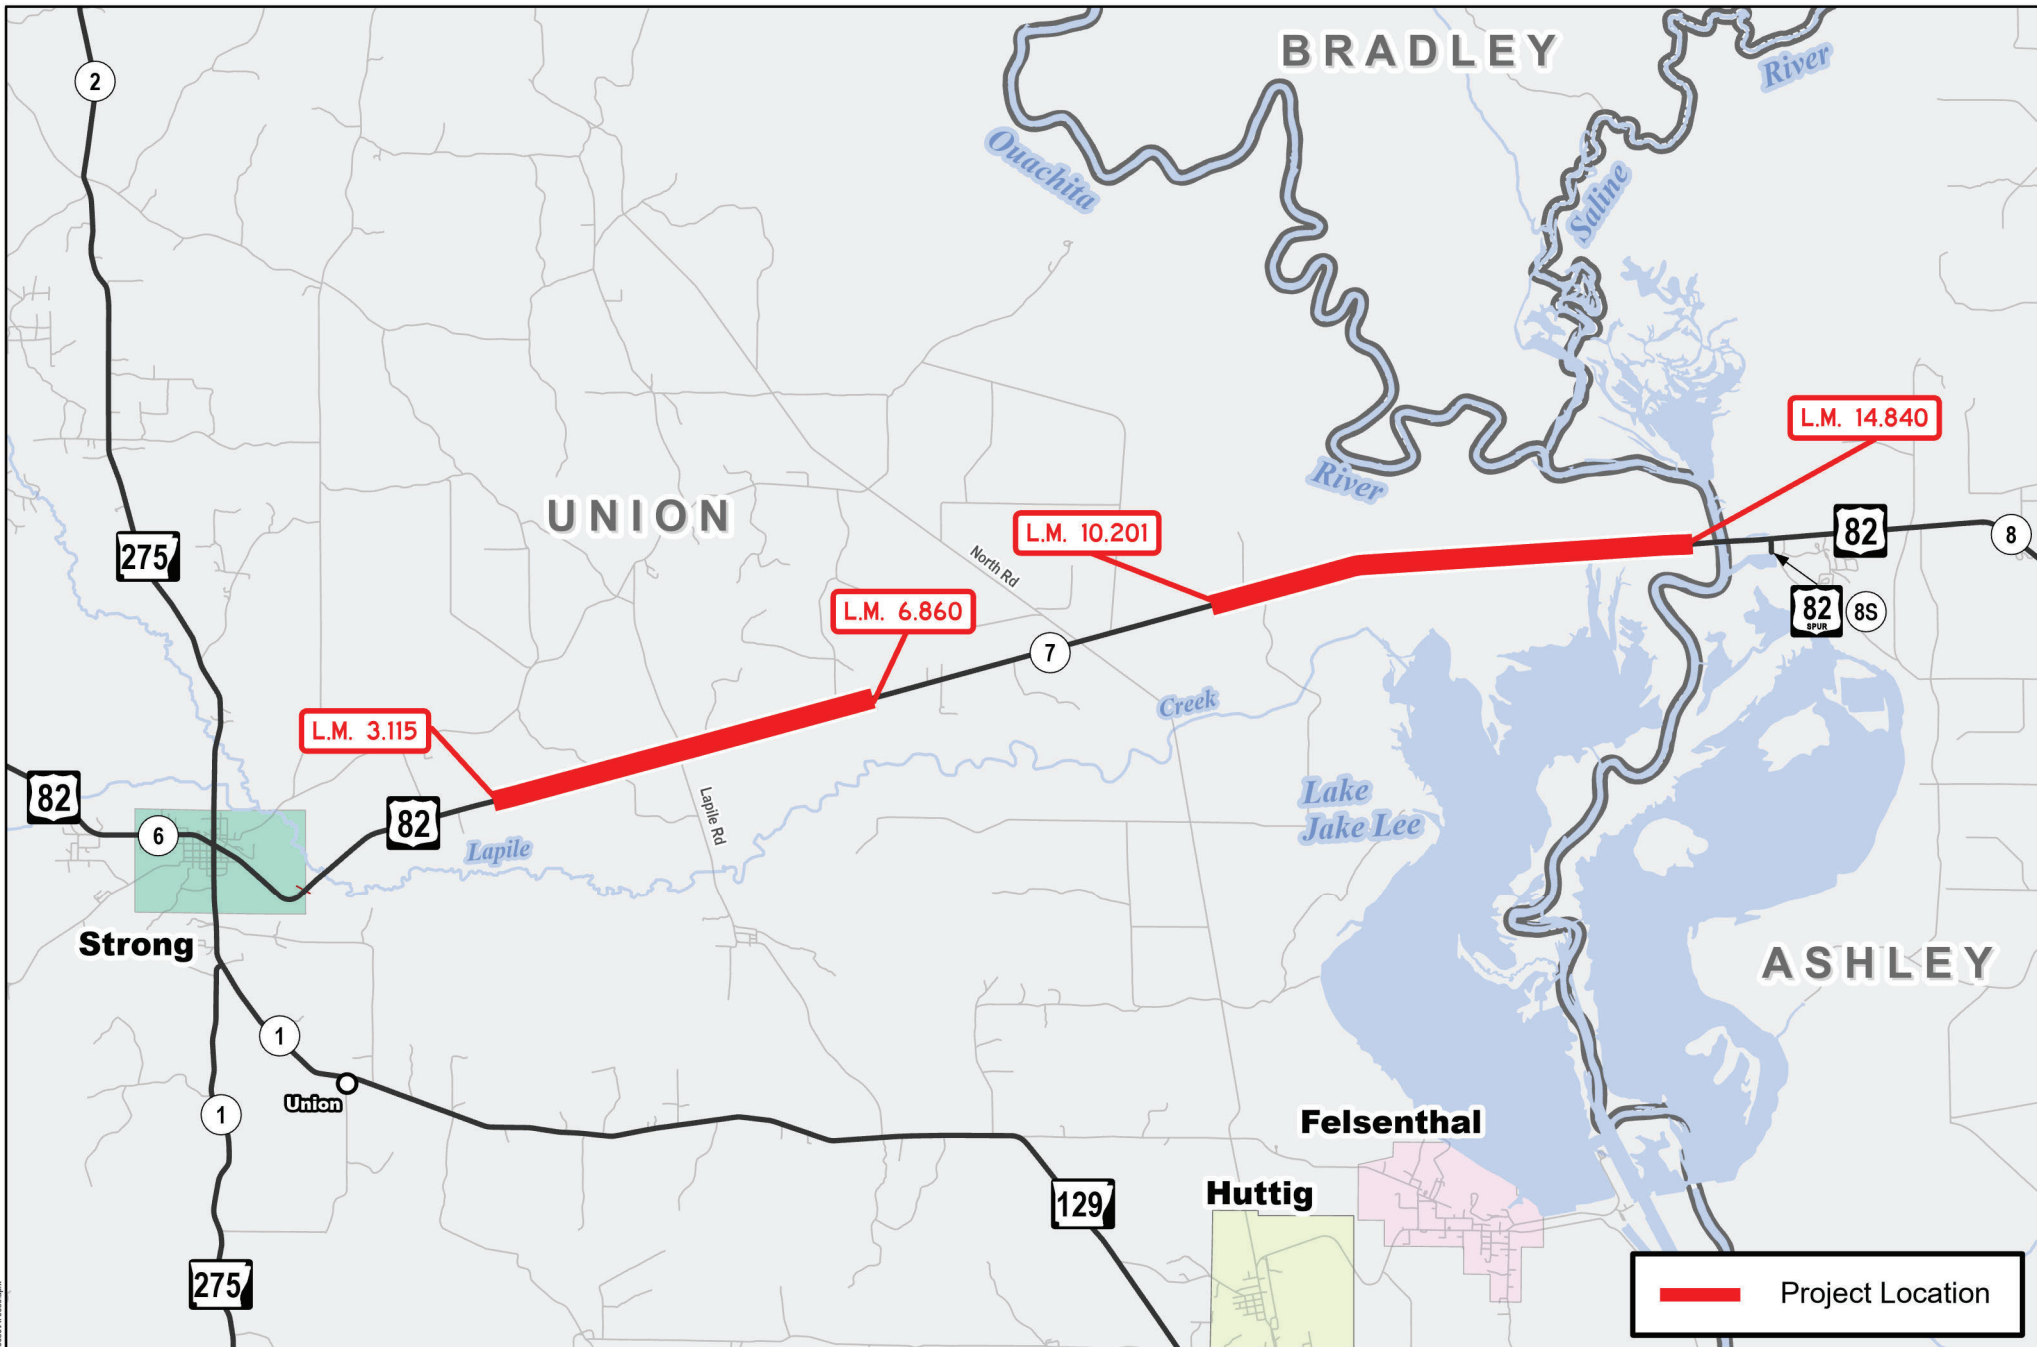 BRADLEY
2
River
Ouachita
Saline
L.M. 14.840
River
UNION
L.M. 10.201
275
82
8
North Rd
L.M. 6.860
82
SPUR
8S
7
Creek
L.M. 3.115
82
Lake
Jake Lee
82
6
Lapile Rd
Lapile
Strong
ASHLEY
1
Union
1
Felsenthal
Huttig
129
275
Project Location